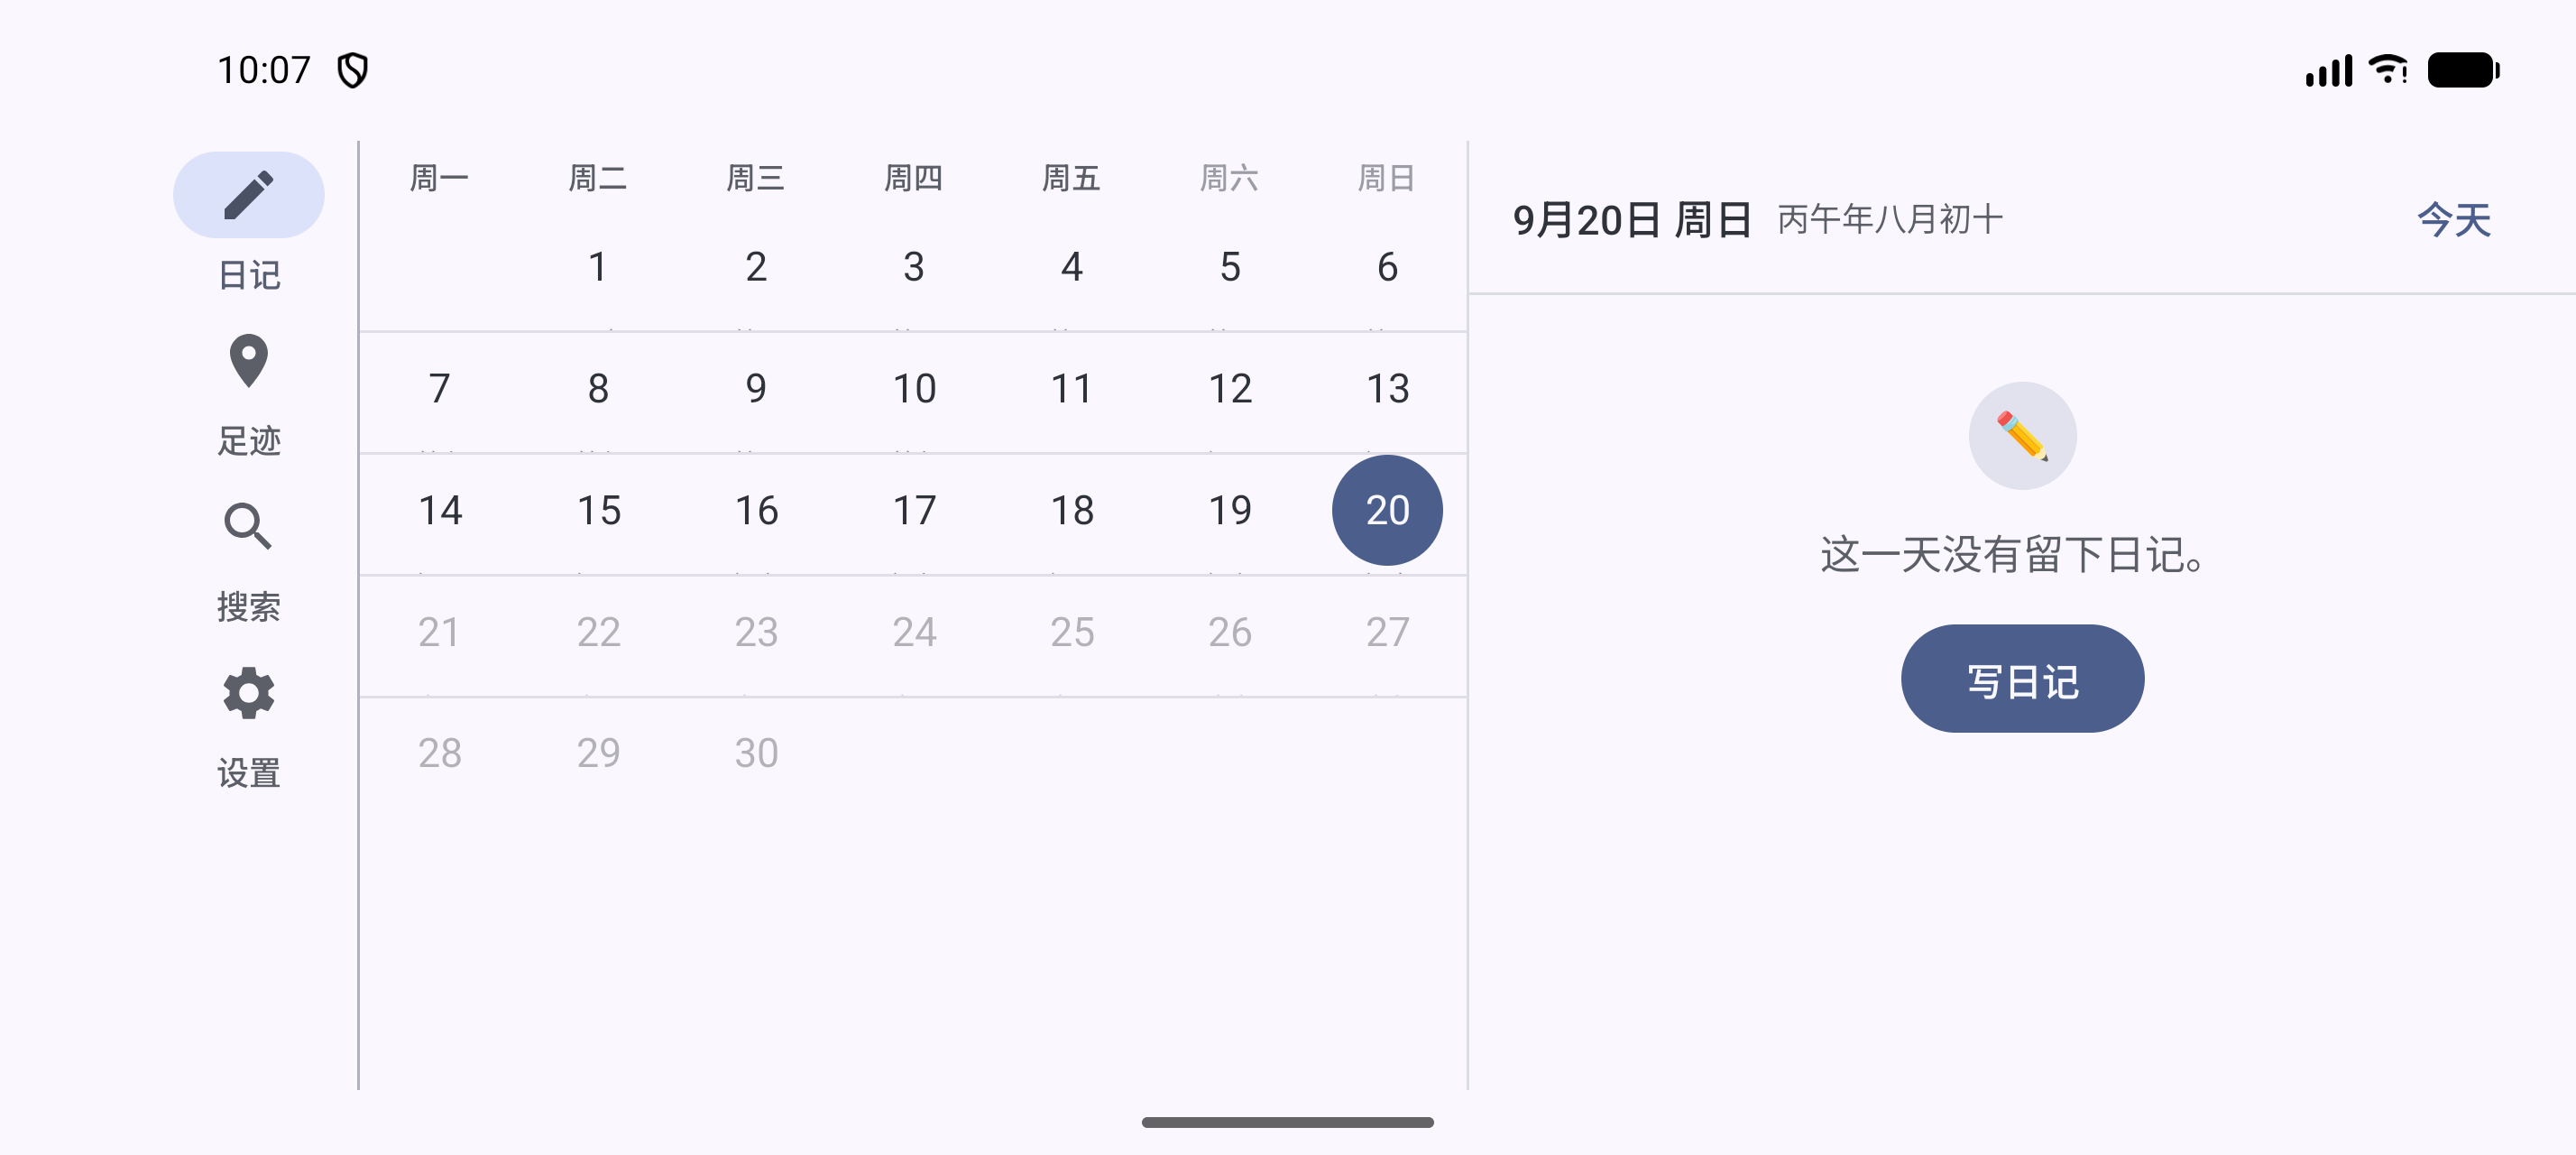 10:07
日记
足迹
搜索
设置
周一 周二 周三 周四 周五 周六 周日
1 2 3 4 5 6
7 8 9 10 11 12 13
14 15 16 17 18 19 20
21 22 23 24 25 26 27
28 29 30
9月20日 周日 丙午年八月初十 今天
这一天没有留下日记。
写日记